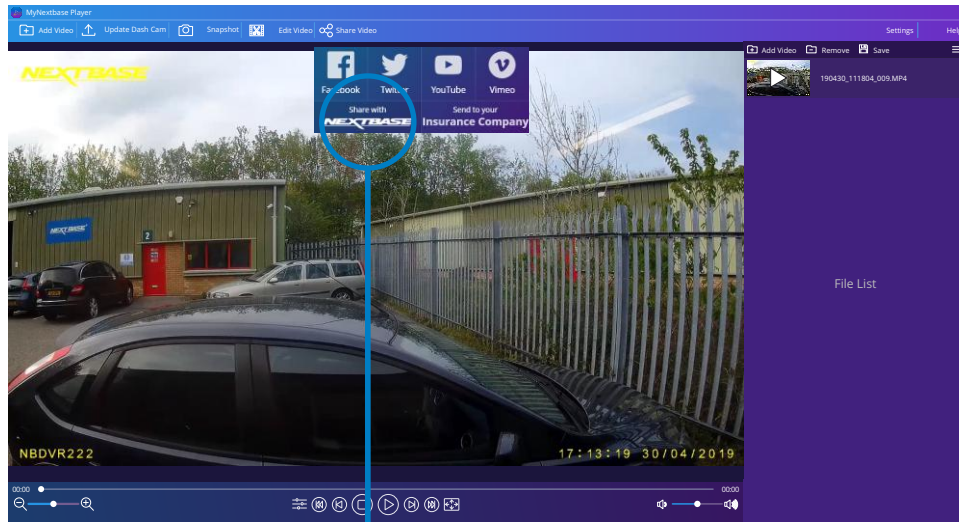 MyNextbase Player
Add Video Update Dash Cam Snapshot Edit Video Share Video Settings Hel
Add Video Remove Save
190430_111804_009.MP4
NEXTBASE
Facebook Twitter YouTube Vimeo
Share with
NEXTBASE
Send to your
Insurance Company
NEXTBASE
2
File List
NBDVR222 17:13:19 30/04/2019
00:00 00:00